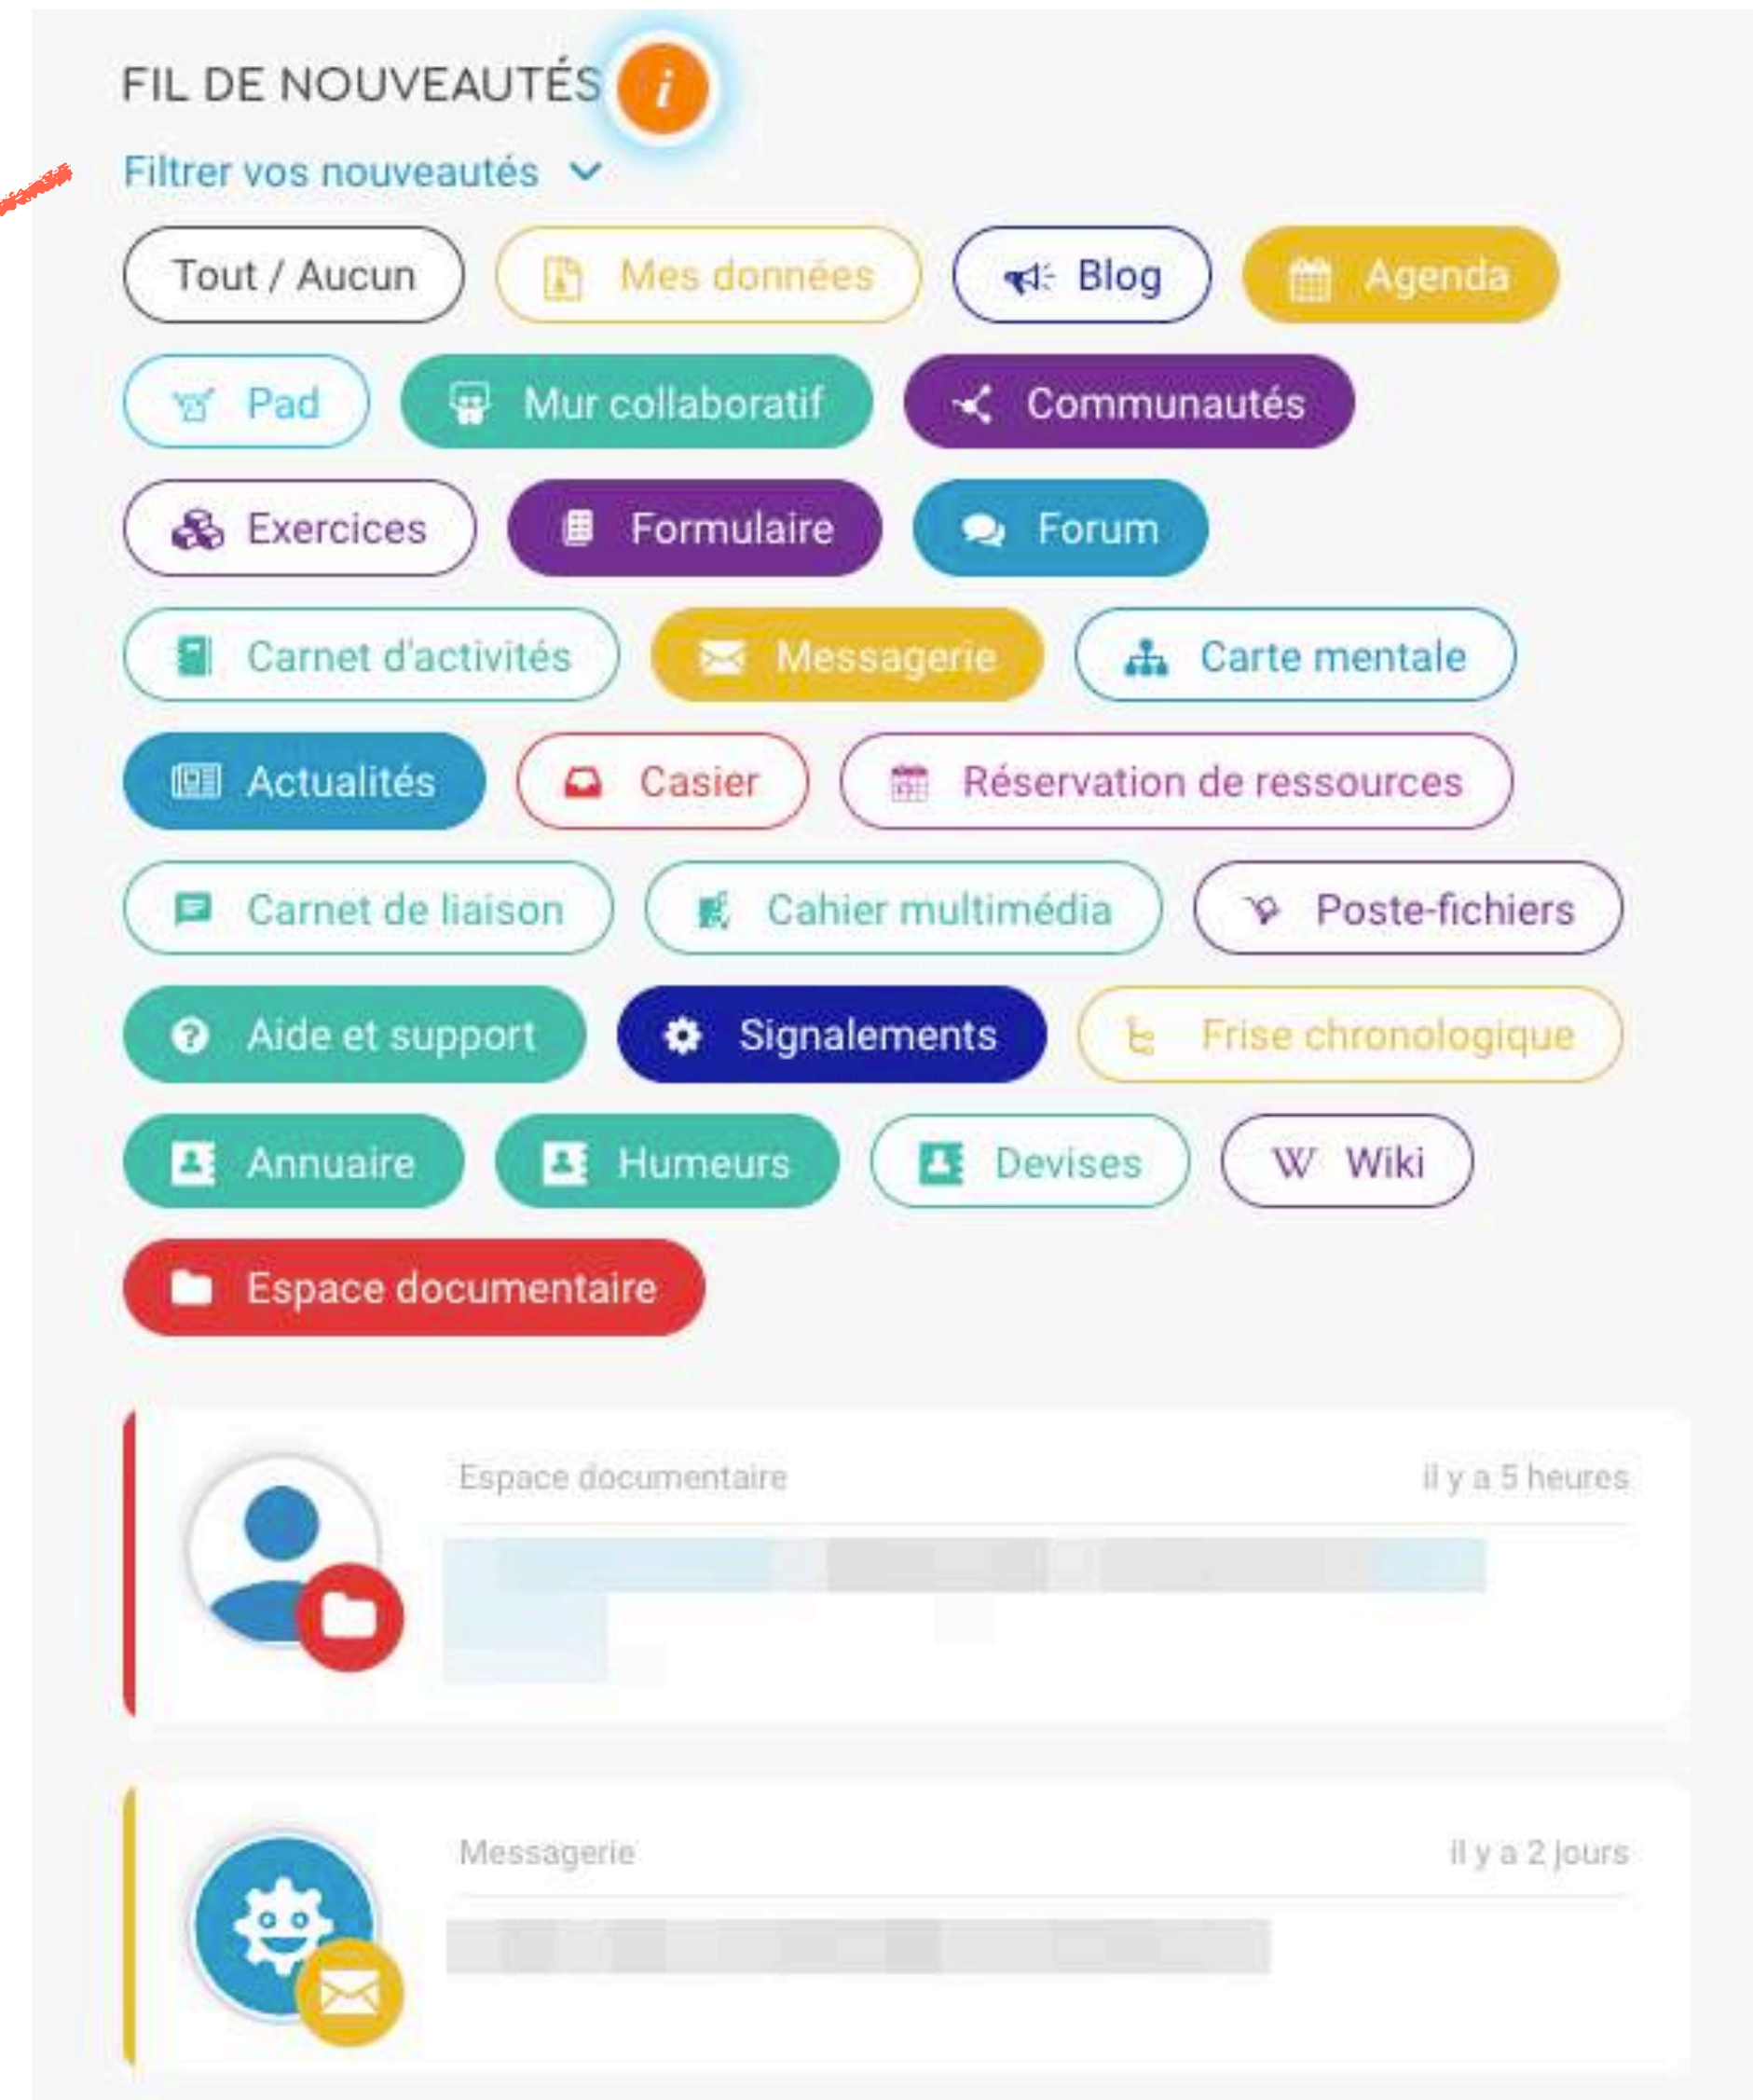 FIL DE NOUVEAUTÉS i
Filtrer vos nouveautés
Tout / Aucun Mes données Blog Agenda
Pad Mur collaboratif Communautés
Exercices Formulaire Forum
Carnet d'activités Messagerie Carte mentale
Actualités Casier Réservation de ressources
Carnet de liaison Cahier multimédia Poste-fichiers
Aide et support Signalements Frise chronologique
Annuaire Humeurs Devises W Wiki
Espace documentaire
Espace documentaire il y a 5 heures
Messagerie il y a 2 jours